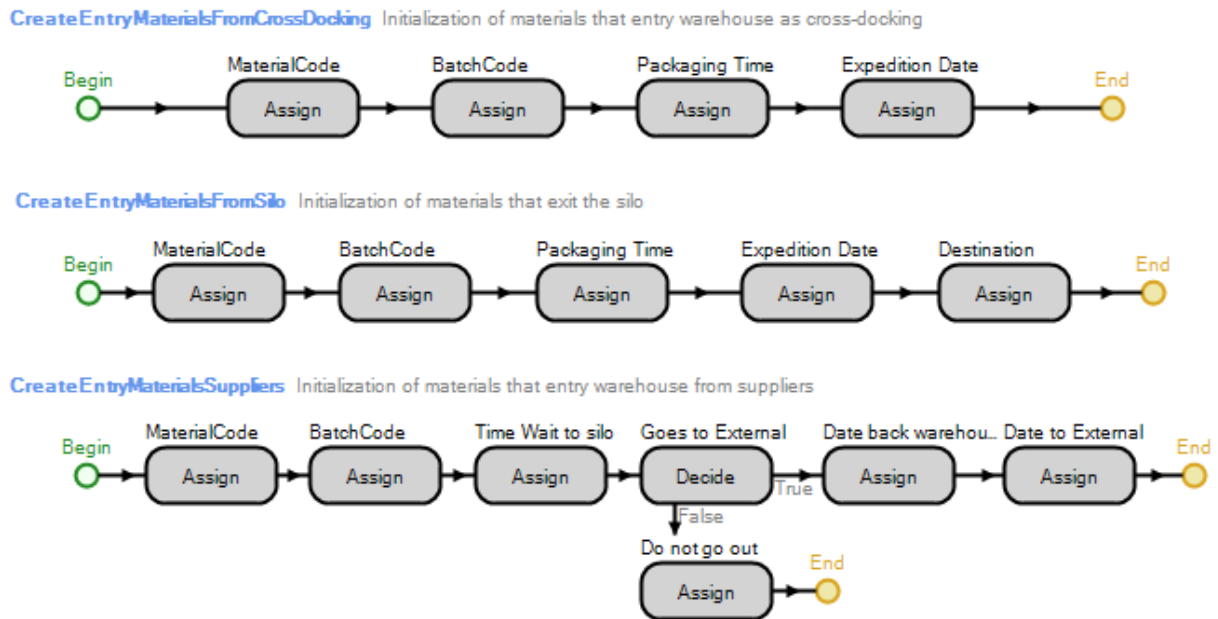 CreateEntryMaterialsFromCrossDocking Initialization of materials that entry warehouse as cross-docking
MaterialCode BatchCode Packaging Time Expedition Date
Begin End
Assign Assign Assign Assign
CreateEntryMaterialsFromSilo Initialization of materials that exit the silo
MaterialCode BatchCode Packaging Time Expedition Date Destination
Begin End
Assign Assign Assign Assign Assign
CreateEntryMaterialsSuppliers Initialization of materials that entry warehouse from suppliers
MaterialCode BatchCode Time Wait to silo Goes to External Date back warehou... Date to External
Begin End
Assign Assign Assign Decide Assign Assign
True
False
Do not go out
End
Assign